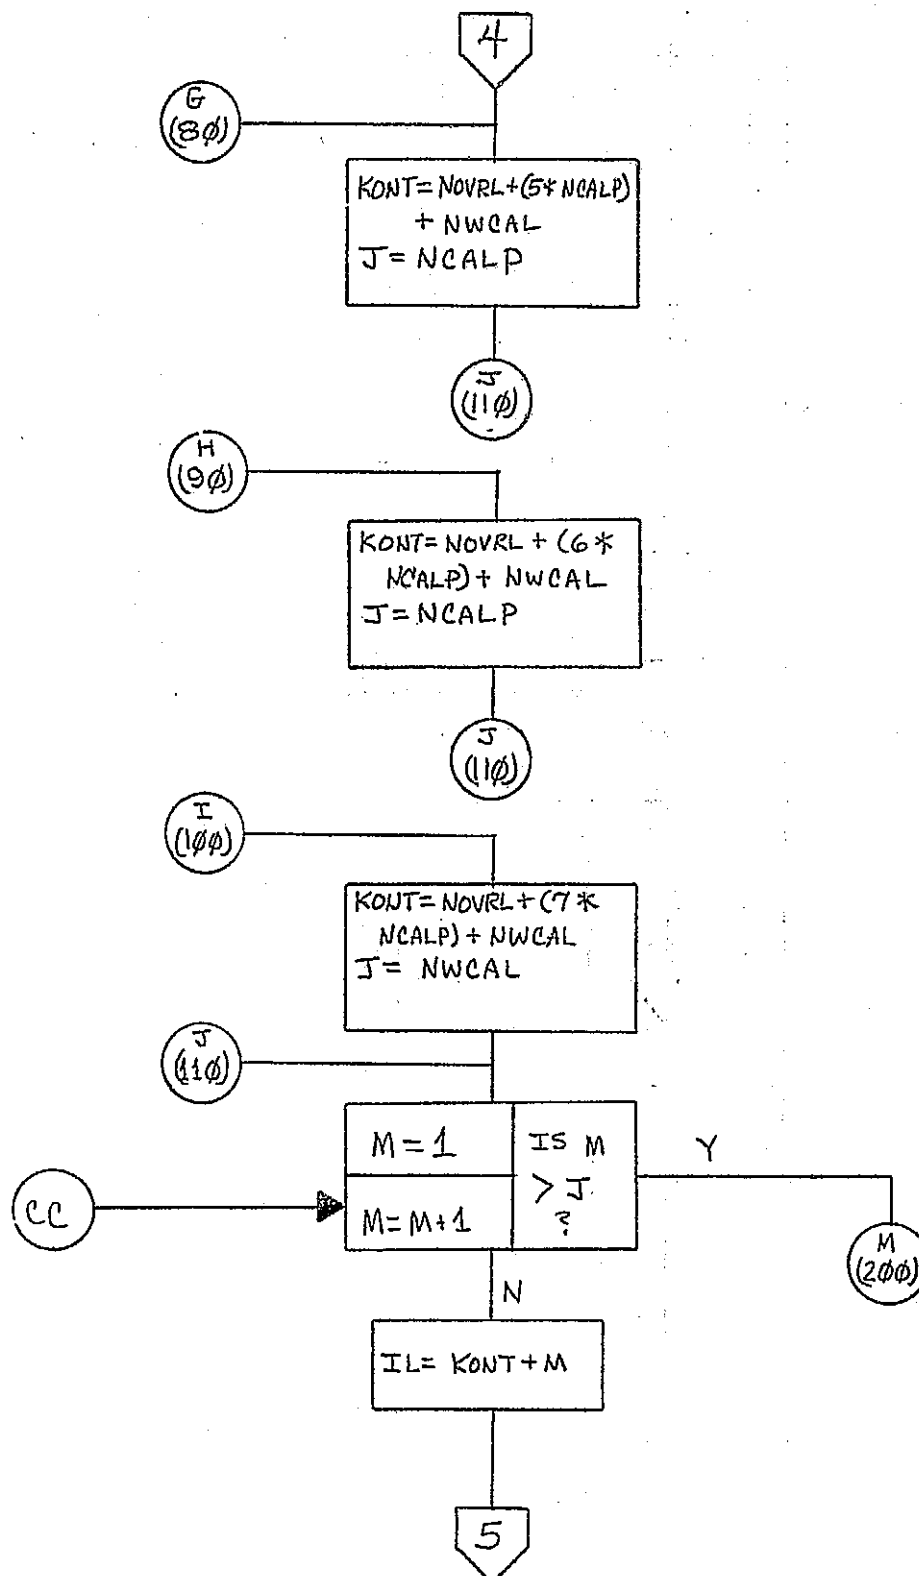 4
G
(8Ø)
KONT=NOVRL+(5*NCALP)
+ NWCAL
J=NCALP
J
(11Ø)
H
(9Ø)
KONT=NOVRL + (6*
NCALP)+ NWCAL
J=NCALP
J
(11Ø)
I
(1ØØ)
KONT=NOVRL+(7*
NCALP)+ NWCAL
J= NWCAL
J
(11Ø)
M=1
IS M
> J
?
Y
CC
M=M+1
M
(2ØØ)
N
IL= KONT+M
5